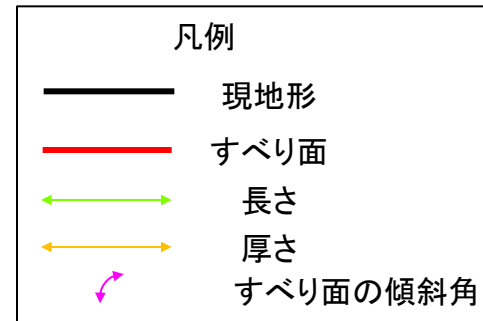 凡例
現地形
すべり面
長さ
厚さ
すべり面の傾斜角